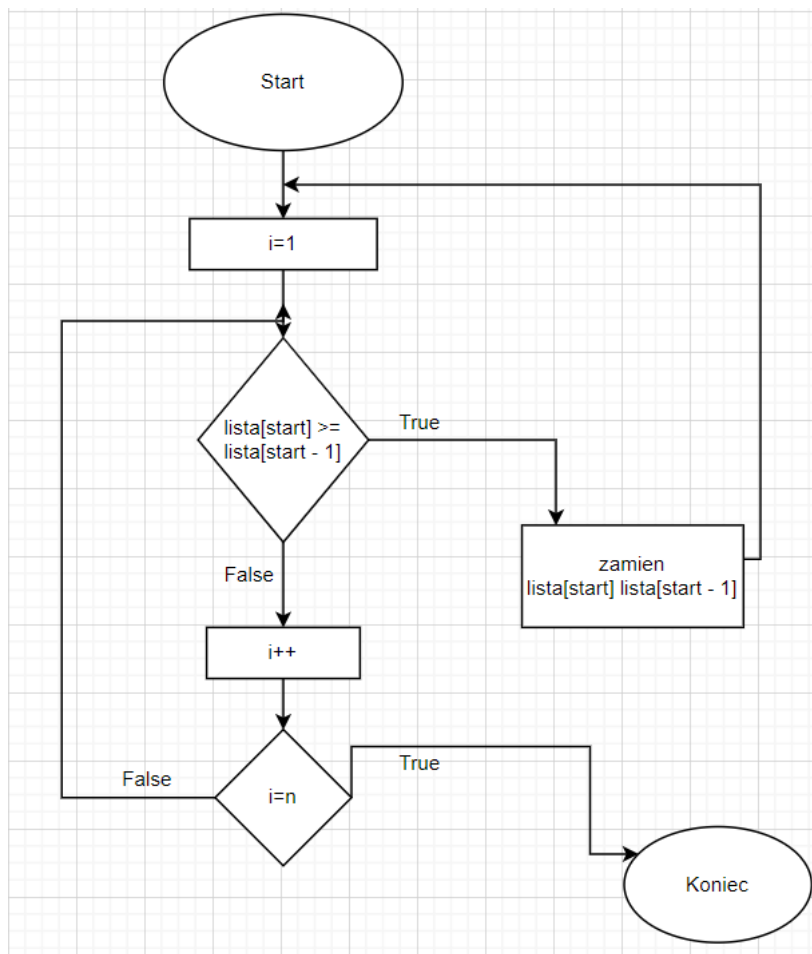 Start
i=1
lista[start] >=
lista[start - 1]
True
zamien
lista[start] lista[start - 1]
False
i++
False
i=n
True
Koniec